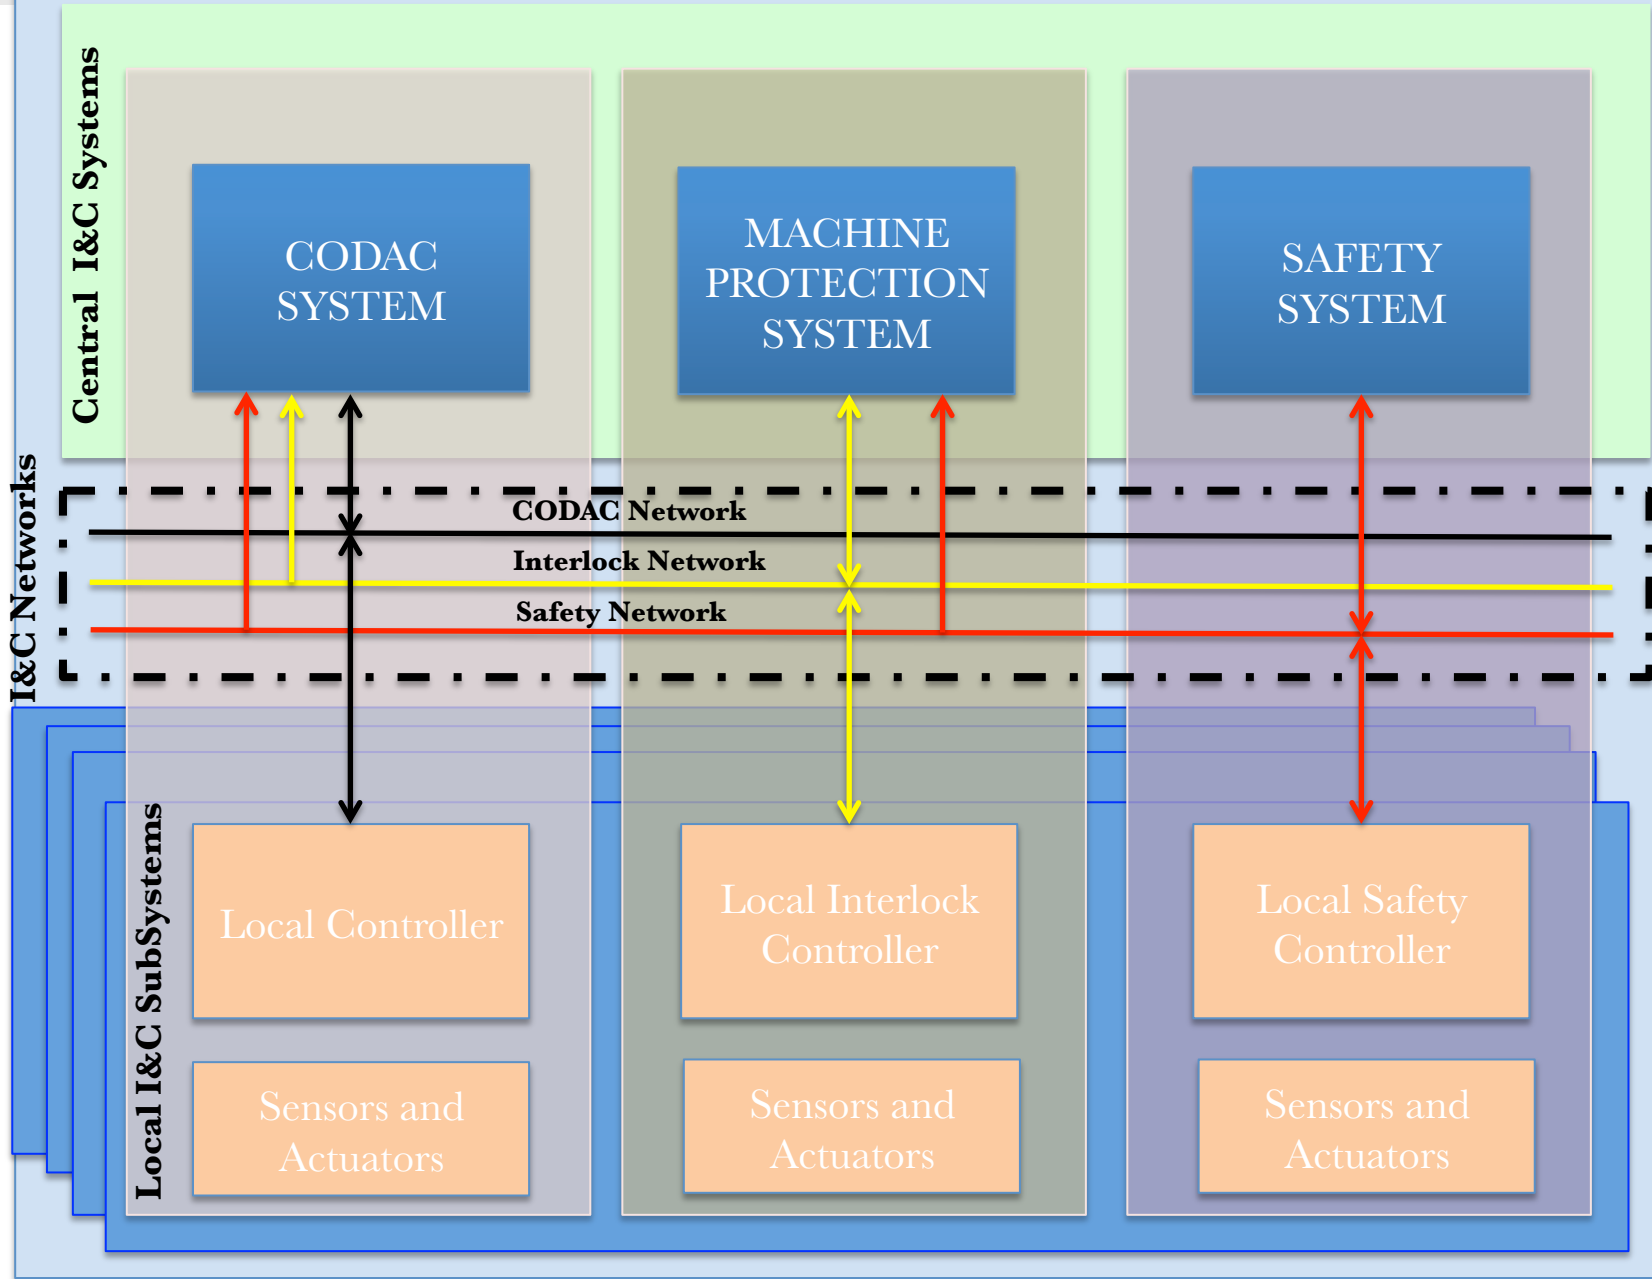 Central I&C Systems
CODAC
SYSTEM
MACHINE
PROTECTION
SYSTEM
SAFETY
SYSTEM
I&C Networks
CODAC Network
Interlock Network
Safety Network
Local I&C SubSystems
Local Controller
Local Interlock
Controller
Local Safety
Controller
Sensors and
Actuators
Sensors and
Actuators
Sensors and
Actuators